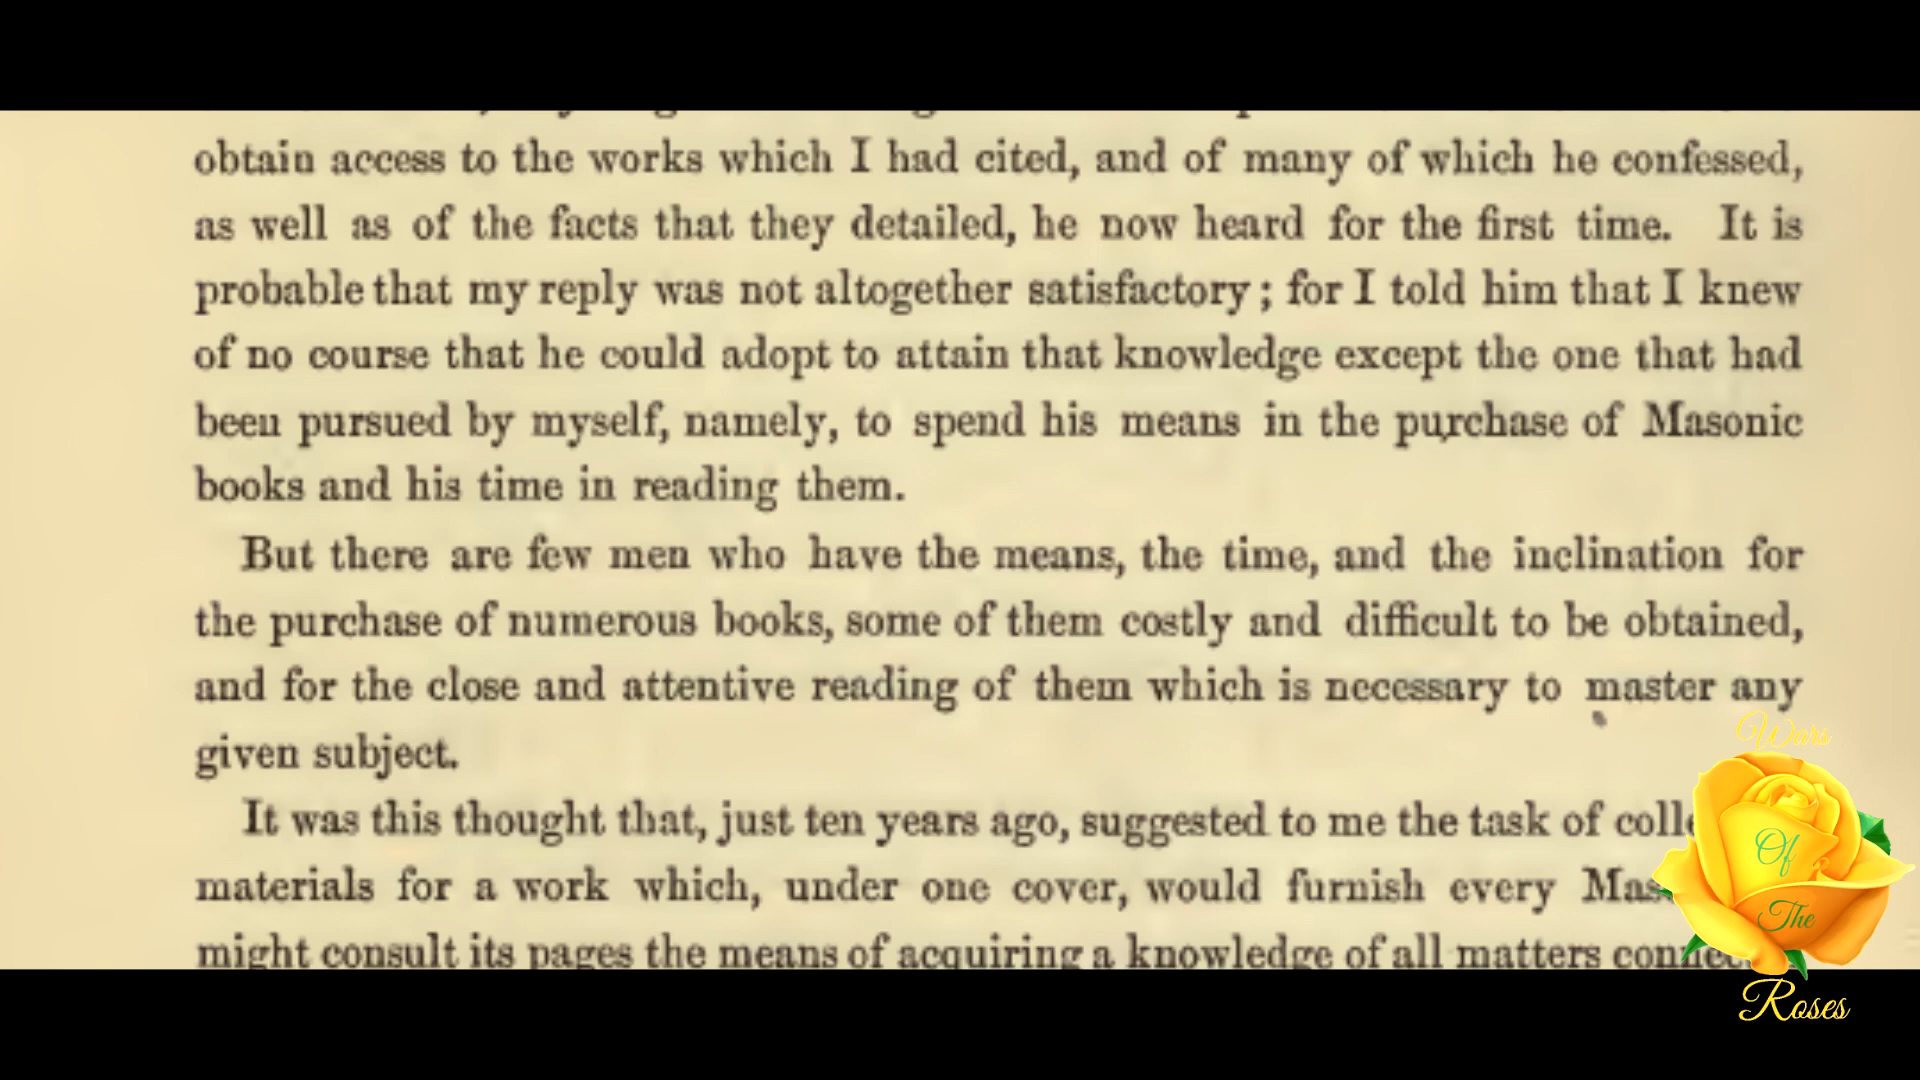 obtain access to the works which I had cited, and of many of which he confessed,
as well as of the facts that they detailed, he now heard for the first time. It is
probable that my reply was not altogether satisfactory; for I told him that I knew
of no course that he could adopt to attain that knowledge except the one that had
been pursued by myself, namely, to spend his means in the purchase of Masonic
books and his time in reading them.
But there are few men who have the means, the time, and the inclination for
the purchase of numerous books, some of them costly and difficult to be obtained,
and for the close and attentive reading of them which is necessary to master any
given subject.
It was this thought that, just ten years ago, suggested to me the task of
materials for a work which, under one cover, would furnish every
might consult its pages the means of acquiring a knowledge of all matters
Wars
Of
The
Roses